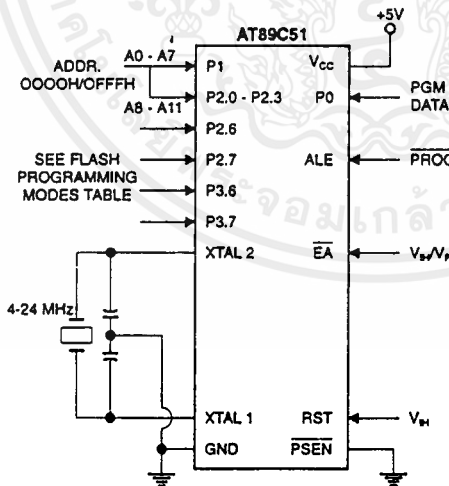 +5V
AT89C51
A0 - A7
ADDR.
OOOOH/OFFFH
A8 - A11
P1
VCC
P2.0 - P2.3
P0
PGM
DATA
P2.6
SEE FLASH
PROGRAMMING
MODES TABLE
P2.7
ALE
P3.6
P3.7
XTAL 2
EA
4-24 MHz
XTAL 1
RST
VIH
GND
PSEN